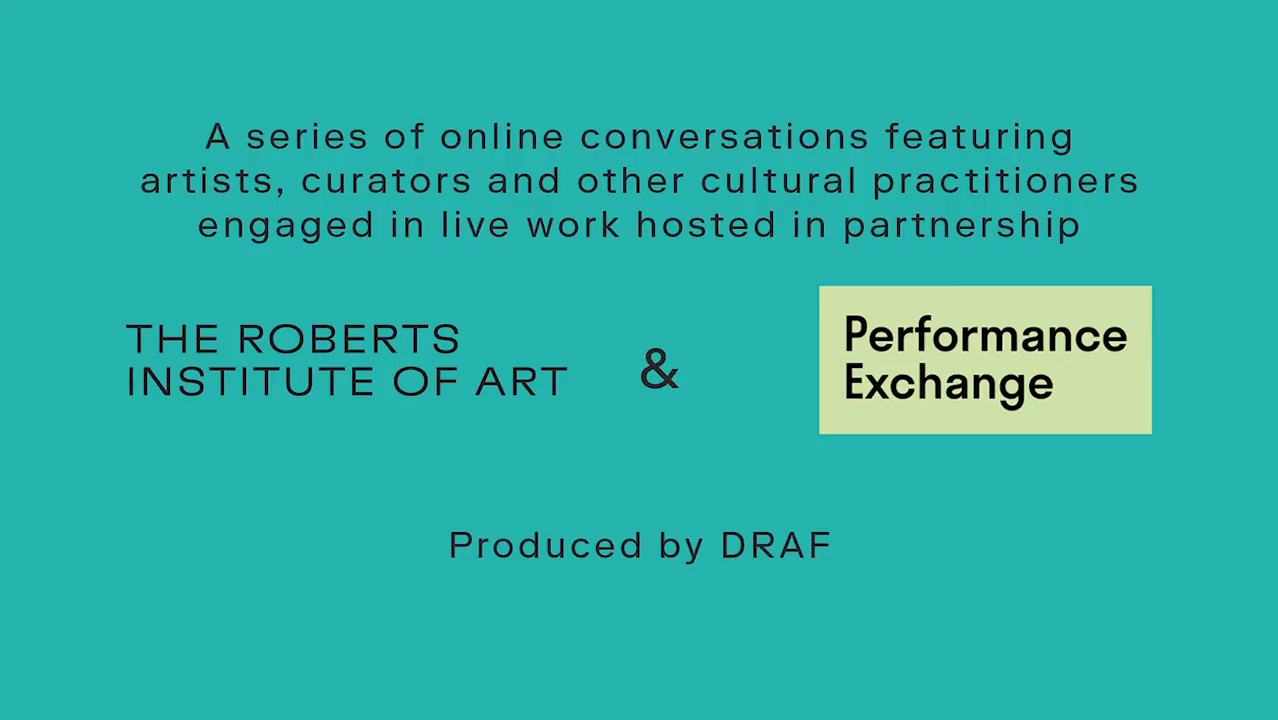 A series of online conversations featuring
artists, curators and other cultural practitioners
engaged in live work hosted in partnership
THE ROBERTS
INSTITUTE OF ART
&
Performance
Exchange
Produced by DRAF